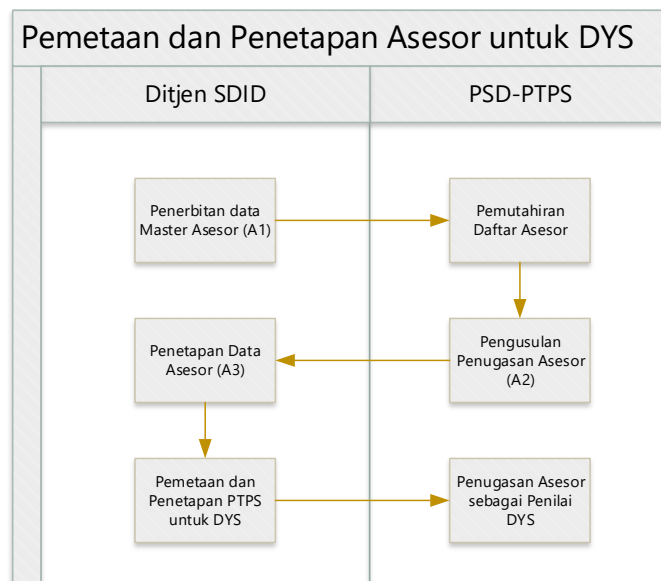 Pemetaan dan Penetapan Asesor untuk DYS
Ditjen SDID
PSD-PTPS
Penerbitan data
Master Asesor (A1)
Pemutahiran
Daftar Asesor
Pengusulan
Penugasan Asesor
(A2)
Penetapan Data
Asesor (A3)
Pemetaan dan
Penetapan PTPS
untuk DYS
Penugasan Asesor
sebagai Penilai
DYS